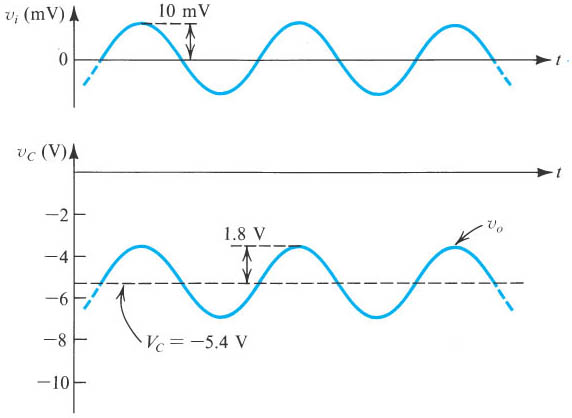 v_i (mV)
10 mV
0
t
v_C (V)
t
−2
v_o
1.8 V
−4
−6
V_C = −5.4 V
−8
−10